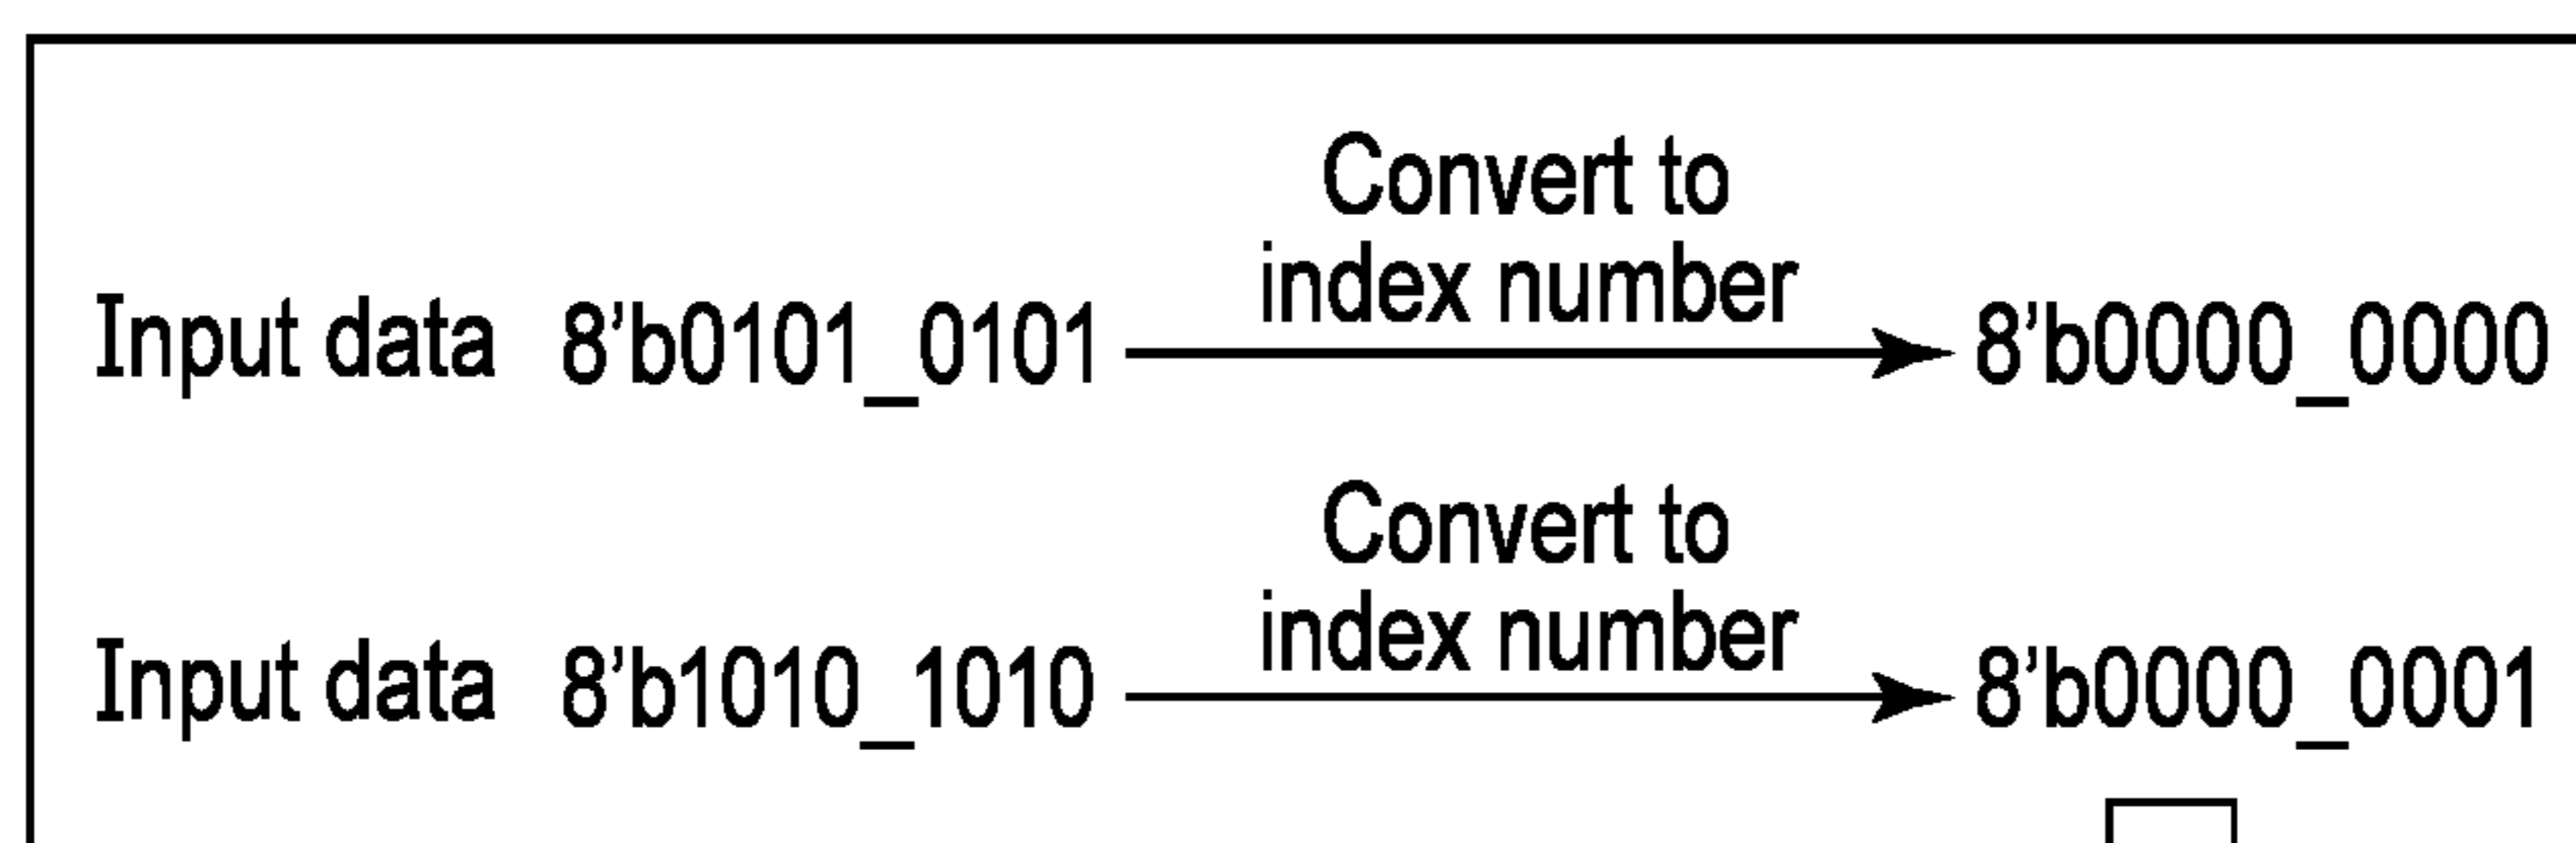 Convert to
index number
Input data 8'b0101_0101 8'b0000_0000
Convert to
index number
Input data 8'b1010_1010 8'b0000_0001